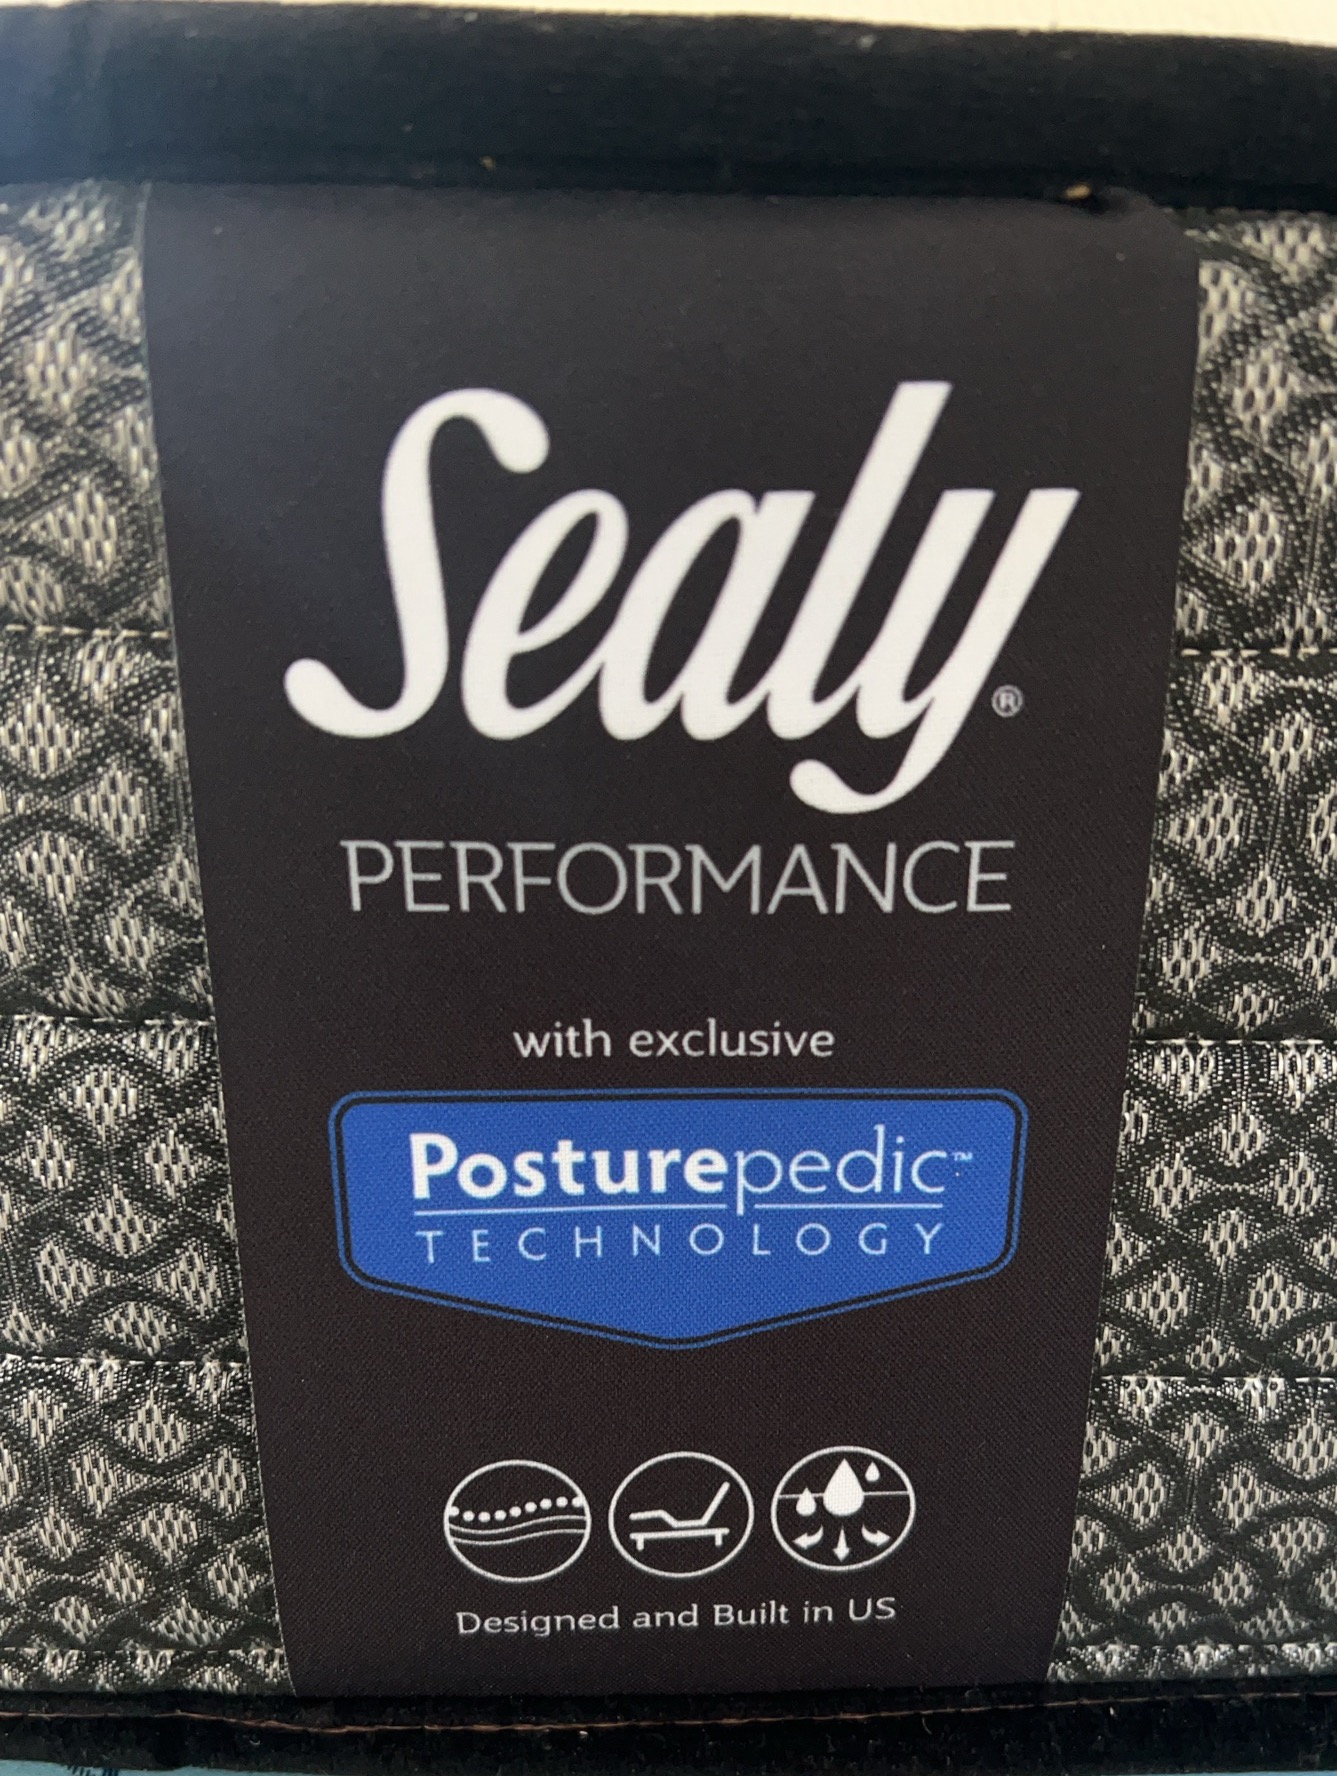 Sealy®
PERFORMANCE
with exclusive
Posturepedic™
TECHNOLOGY
Designed and Built in US